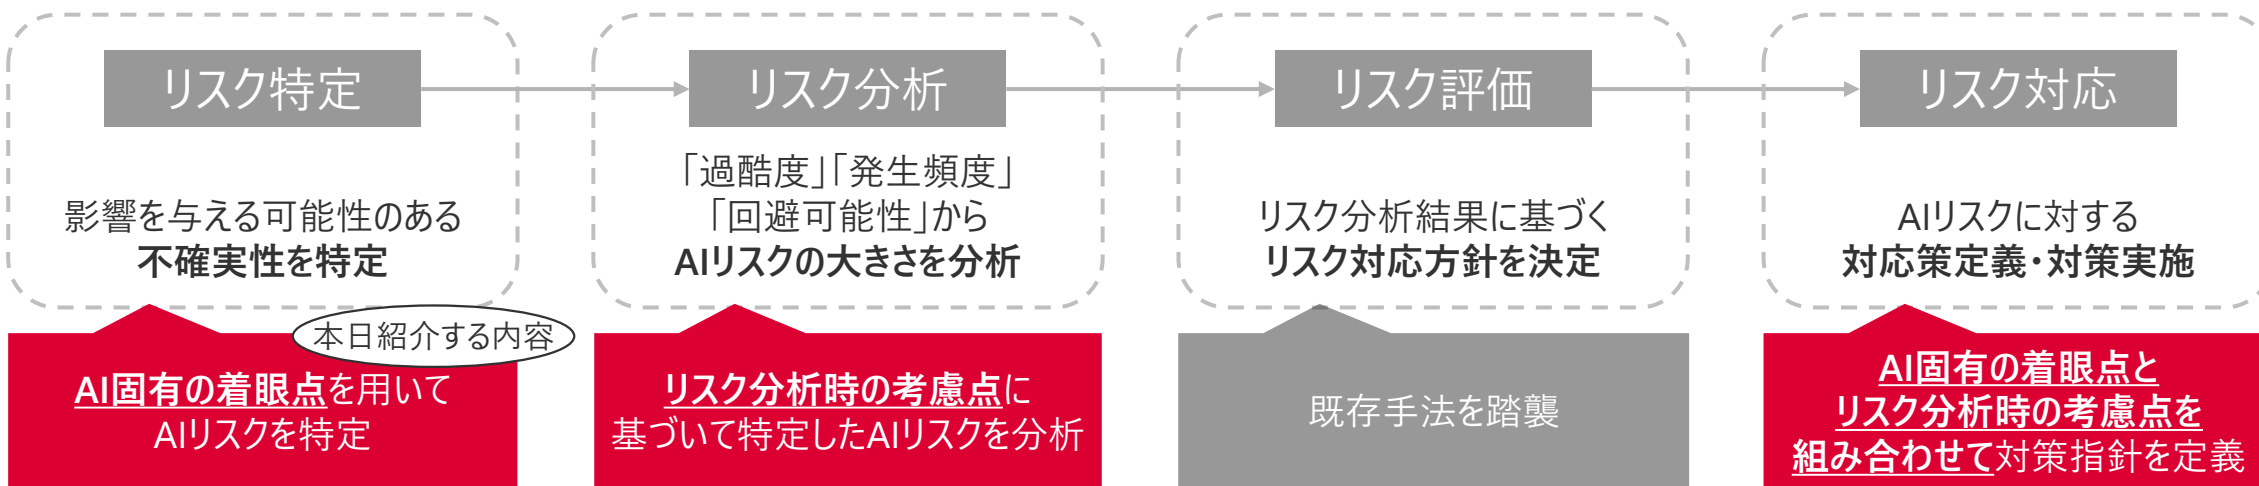 リスク特定
影響を与える可能性のある
不確実性を特定
本日紹介する内容
AI固有の着眼点を用いて
AIリスクを特定
リスク分析
「過酷度」「発生頻度」
「回避可能性」から
AIリスクの大きさを分析
リスク分析時の考慮点に
基づいて特定したAIリスクを分析
リスク評価
リスク分析結果に基づく
リスク対応方針を決定
既存手法を踏襲
リスク対応
AIリスクに対する
対応策定義・対策実施
AI固有の着眼点と
リスク分析時の考慮点を
組み合わせて対策指針を定義